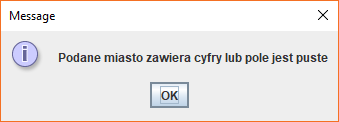 Message
Podane miasto zawiera cyfry lub pole jest puste
OK